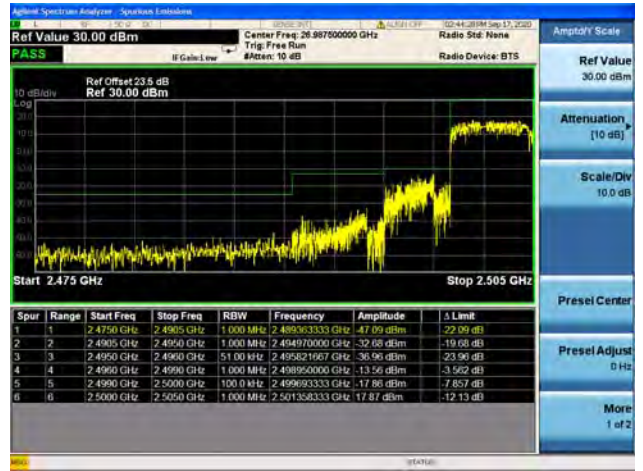 Agilent Spectrum Analyzer - Spurious Emissions
ALIGN OFF 02:44:28 PM Sep 17, 2020
Ref Value 30.00 dBm
Center Freq: 26.987500000 GHz
Radio Std: None
Trig: Free Run
PASS
IFGain:Low
#Atten: 10 dB
Radio Device: BTS
Ref Offset 23.5 dB
10 dB/div Ref 30.00 dBm
Log
Start 2.475 GHz Stop 2.505 GHz
Spur Range Start Freq Stop Freq RBW Frequency Amplitude Δ Limit
1 1 2.4750 GHz 2.4905 GHz 1.000 MHz 2.489363333 GHz -47.09 dBm -22.09 dB
2 2 2.4905 GHz 2.4950 GHz 1.000 MHz 2.494970000 GHz -32.68 dBm -19.68 dB
3 3 2.4950 GHz 2.4960 GHz 51.00 kHz 2.495821667 GHz -36.96 dBm -23.96 dB
4 4 2.4960 GHz 2.4990 GHz 1.000 MHz 2.498950000 GHz -13.56 dBm -3.562 dB
5 5 2.4990 GHz 2.5000 GHz 100.0 kHz 2.499693333 GHz -17.86 dBm -7.857 dB
6 6 2.5000 GHz 2.5050 GHz 1.000 MHz 2.501358333 GHz 17.87 dBm -12.13 dB
MSG STATUS
Amptd/Y Scale
Ref Value
30.00 dBm
Attenuation
[10 dB]
Scale/Div
10.0 dB
Presel Center
Presel Adjust
0 Hz
More
1 of 2